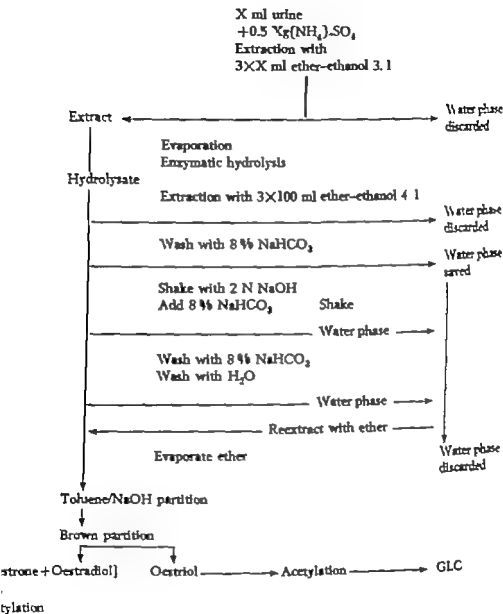 X ml urine
+0.5 Xg(NH₄)₂SO₄
Extraction with
3×X ml ether–ethanol 3.1
Extract
Water phase
discarded
Evaporation
Enzymatic hydrolysis
Hydrolysate
Extraction with 3×100 ml ether–ethanol 4 1
Water phase
discarded
Wash with 8 % NaHCO₃
Water phase
saved
Shake with 2 N NaOH
Add 8 % NaHCO₃ Shake
Water phase
Wash with 8 % NaHCO₃
Wash with H₂O
Water phase
Reextract with ether
Evaporate ether
Water phase
discarded
Toluene/NaOH partition
Brown partition
strone+Oestradiol] Oestriol Acetylation GLC
tylation